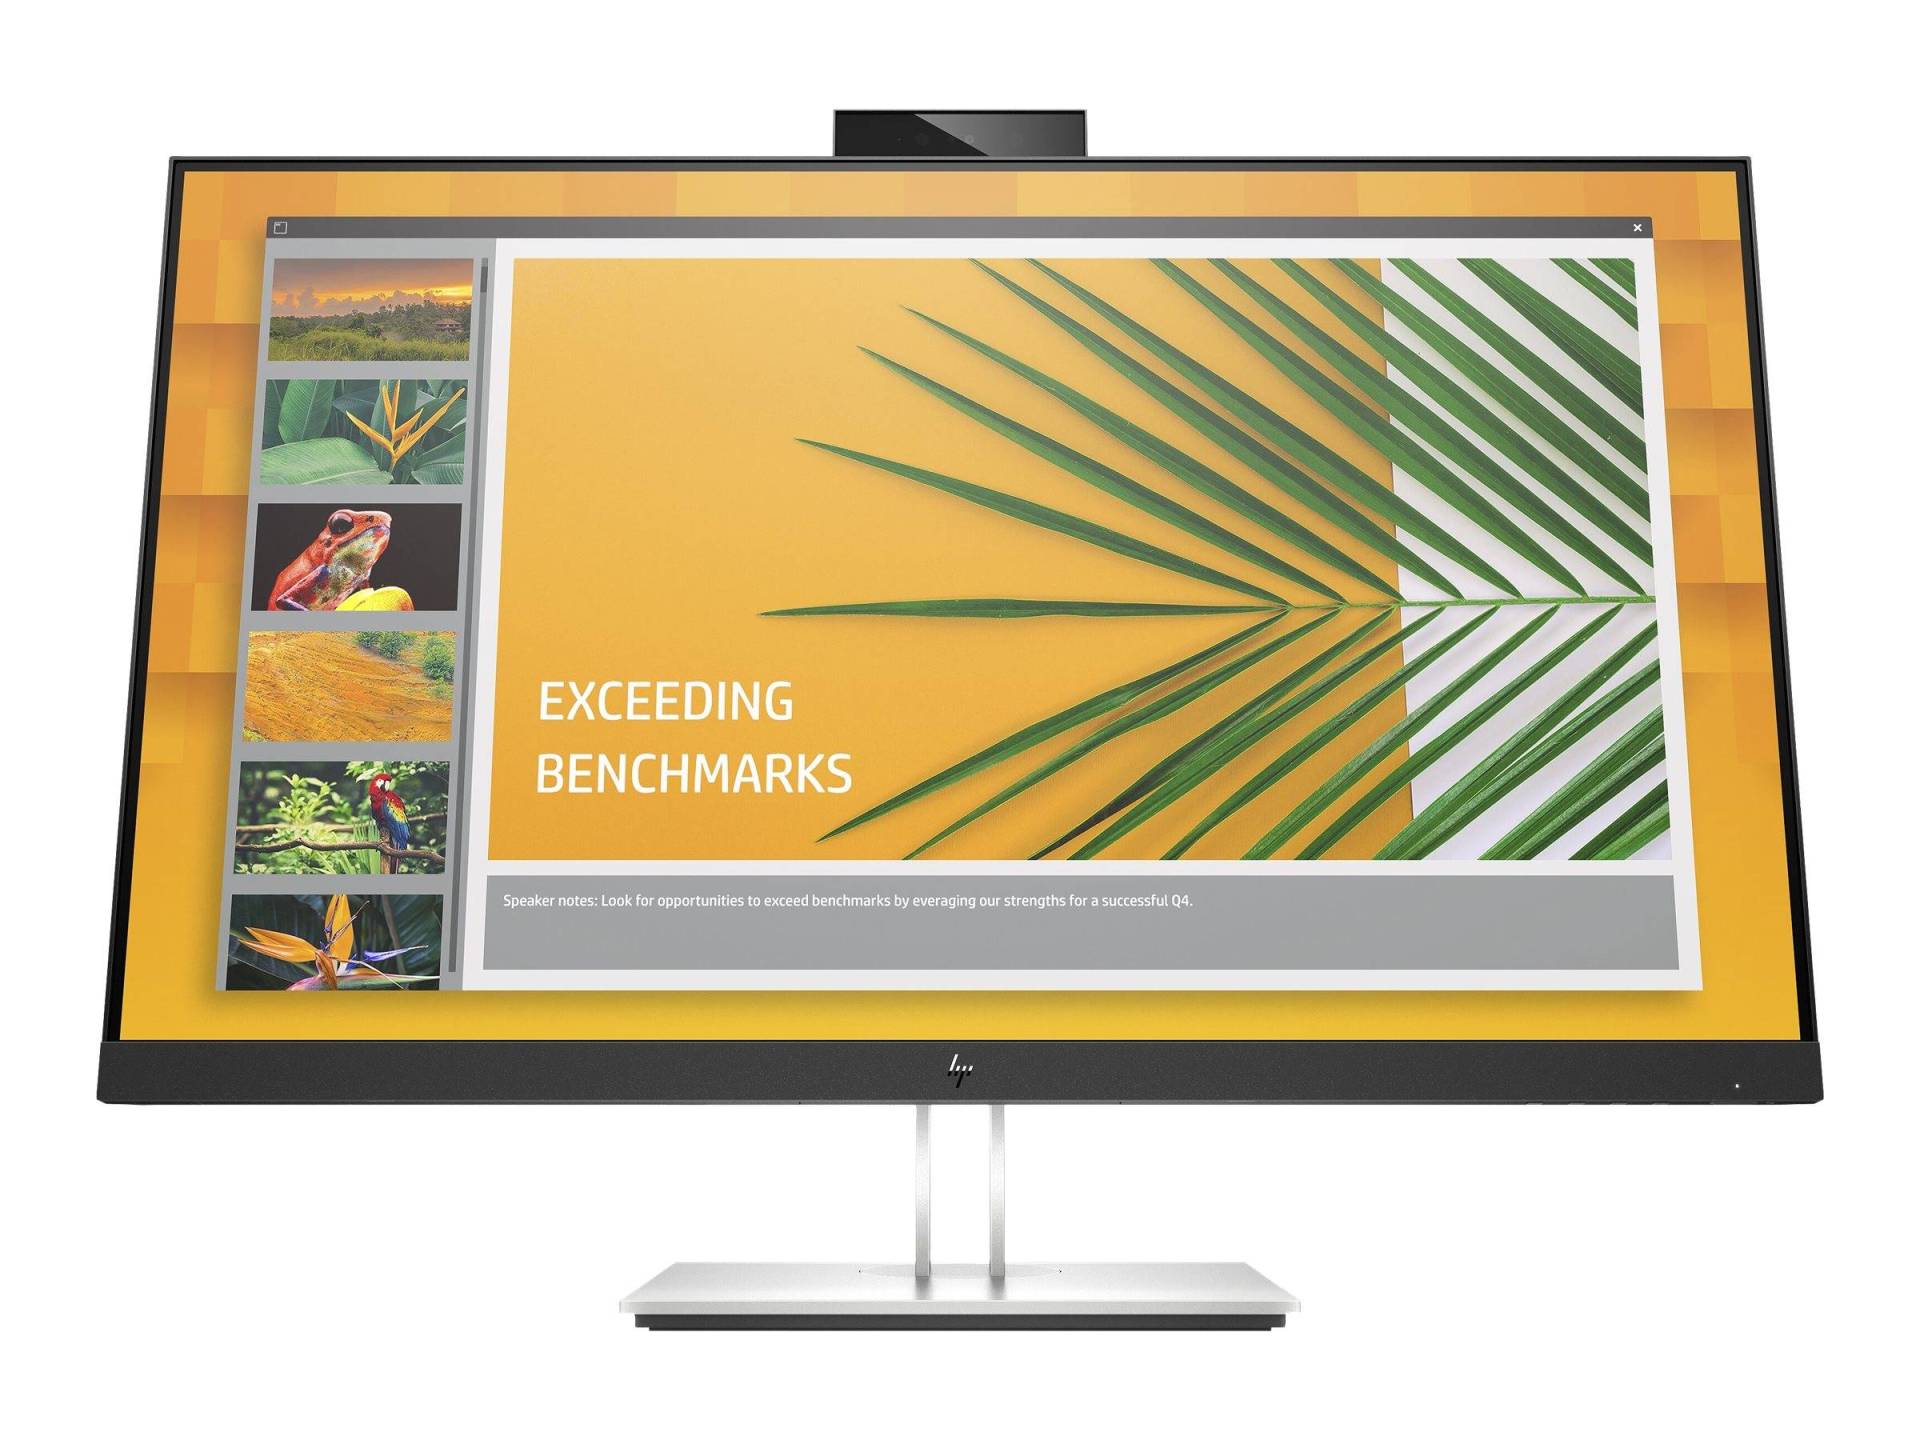 EXCEEDING
BENCHMARKS
Speaker notes: Look for opportunities to exceed benchmarks by everaging our strengths for a successful Q4.
hp